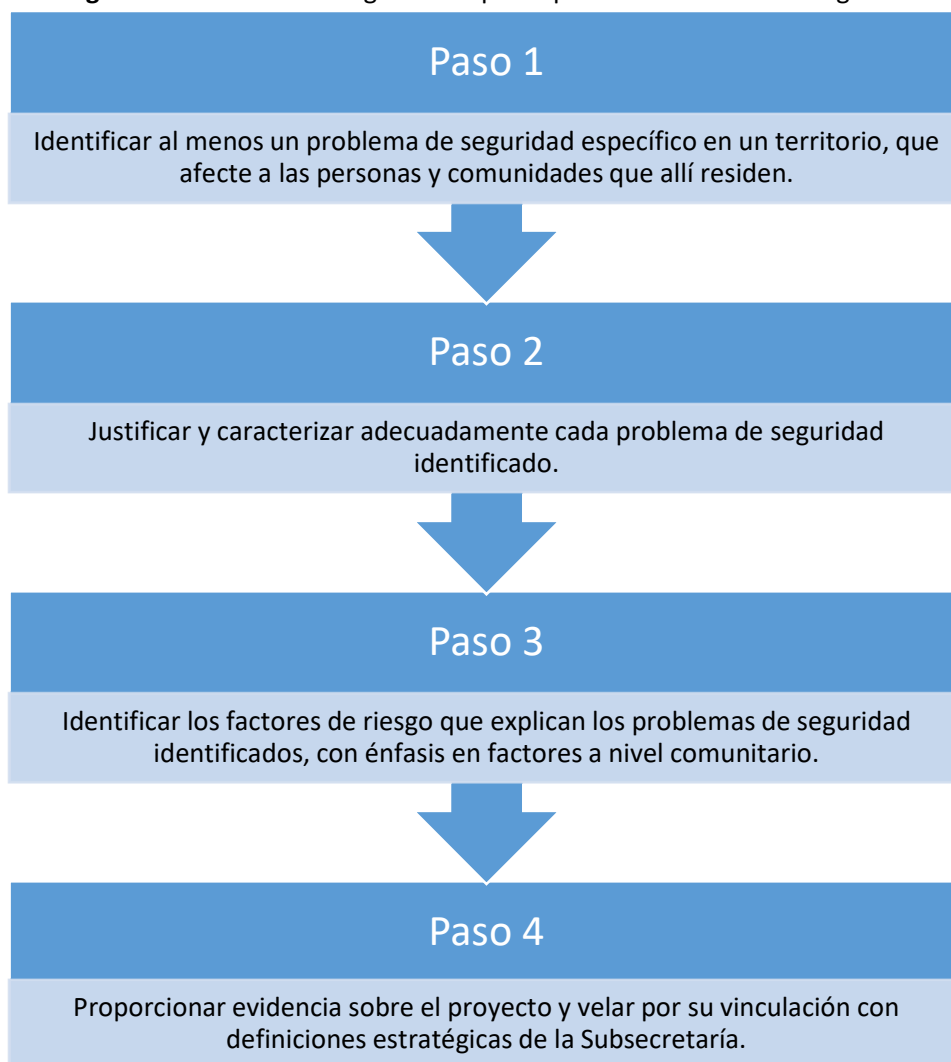 Paso 1
Identificar al menos un problema de seguridad específico en un territorio, que
afecte a las personas y comunidades que allí residen.
Paso 2
Justificar y caracterizar adecuadamente cada problema de seguridad
identificado.
Paso 3
Identificar los factores de riesgo que explican los problemas de seguridad
identificados, con énfasis en factores a nivel comunitario.
Paso 4
Proporcionar evidencia sobre el proyecto y velar por su vinculación con
definiciones estratégicas de la Subsecretaría.